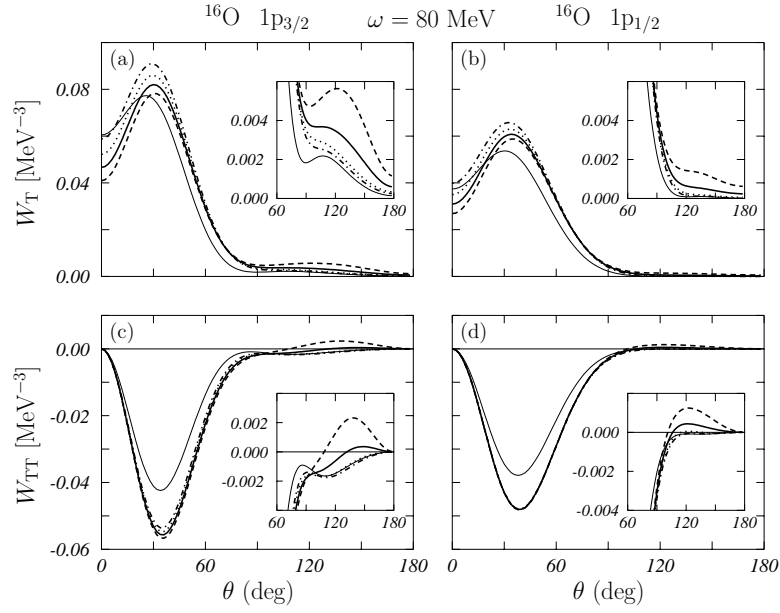 ¹⁶O 1p₃/₂ ω = 80 MeV ¹⁶O 1p₁/₂
(a) (b)
W_T [MeV⁻³]
0.08
0.04
0.00
0.004
0.002
0.000
60 120 180
0.004
0.002
0.000
60 120 180
(c) (d)
W_TT [MeV⁻³]
0.00
-0.02
-0.04
-0.06
0.002
0.000
-0.002
60 120 180
0.000
-0.002
-0.004
60 120 180
0 60 120 180
0 60 120 180
θ (deg) θ (deg)